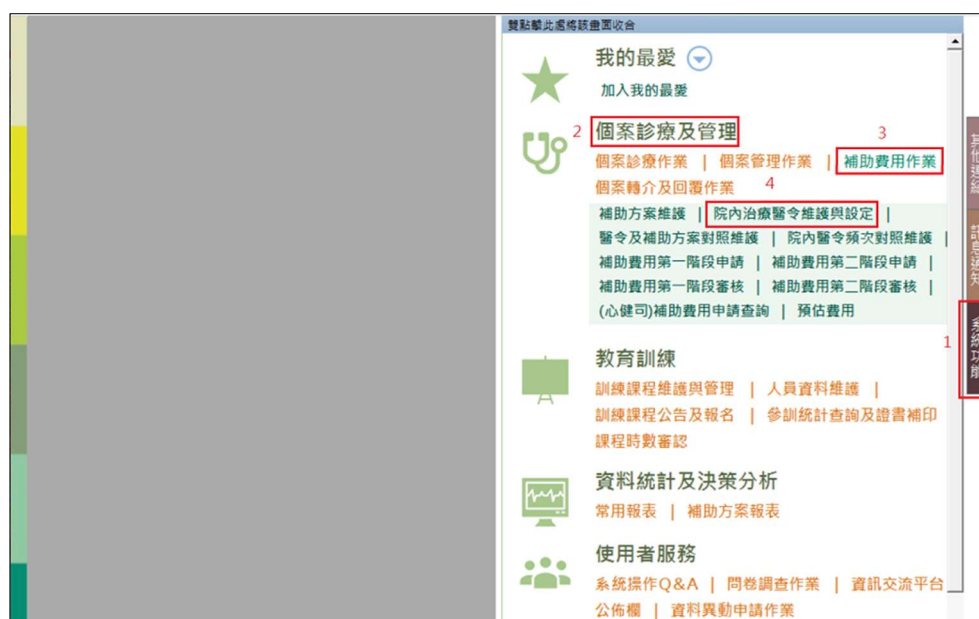 雙點擊此處將該畫面收合
我的最愛
加入我的最愛
2 個案診療及管理 3
個案診療作業 | 個案管理作業 | 補助費用作業
個案轉介及回覆作業 4
補助方案維護 | 院內治療醫令維護與設定 |
醫令及補助方案對照維護 | 院內醫令頻次對照維護 |
補助費用第一階段申請 | 補助費用第二階段申請 |
補助費用第一階段審核 | 補助費用第二階段審核 |
(心健司)補助費用申請查詢 | 預估費用
教育訓練
訓練課程維護與管理 | 人員資料維護 |
訓練課程公告及報名 | 參訓統計查詢及證書補印
課程時數審認
資料統計及決策分析
常用報表 | 補助方案報表
使用者服務
系統操作Q&A | 問卷調查作業 | 資訊交流平台
公佈欄 | 資料異動申請作業
其他連結
訊息通知
1 系統功能